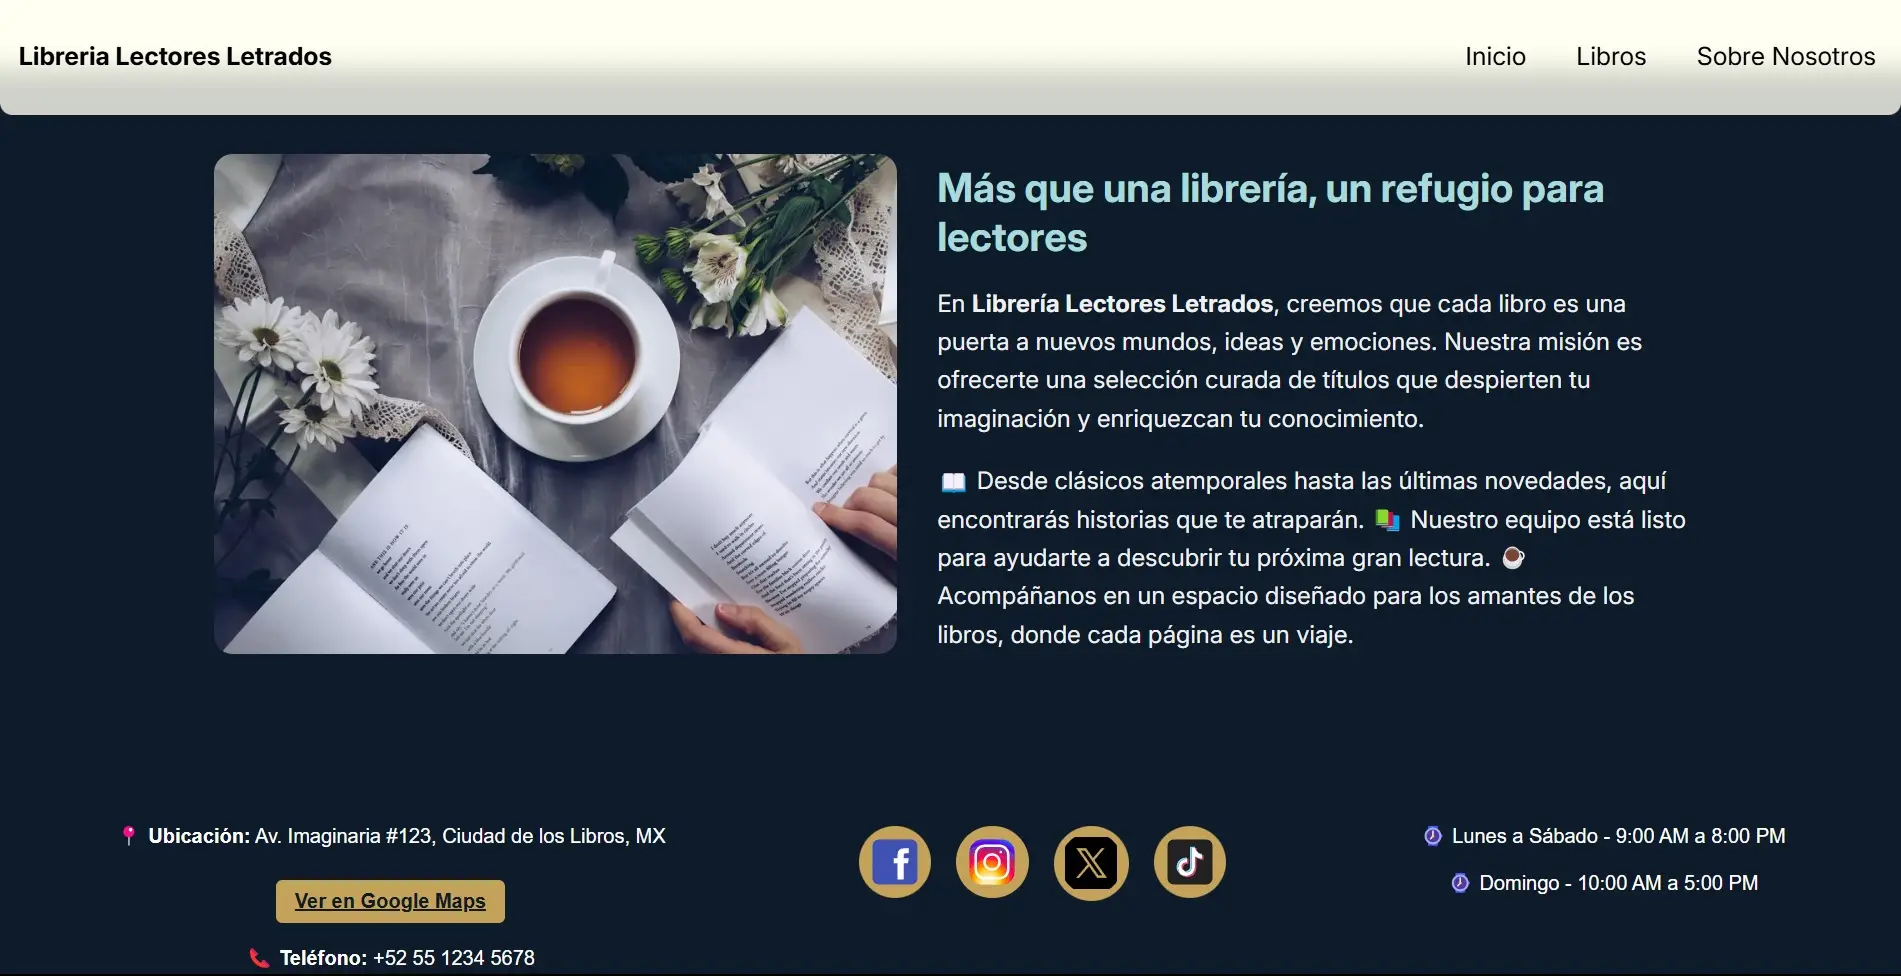 Libreria Lectores Letrados
Inicio
Libros
Sobre Nosotros
Más que una librería, un refugio para
lectores
En Librería Lectores Letrados, creemos que cada libro es una
puerta a nuevos mundos, ideas y emociones. Nuestra misión es
ofrecerte una selección curada de títulos que despierten tu
imaginación y enriquezcan tu conocimiento.
📖 Desde clásicos atemporales hasta las últimas novedades, aquí
encontrarás historias que te atraparán. 📚 Nuestro equipo está listo
para ayudarte a descubrir tu próxima gran lectura. ☕
Acompáñanos en un espacio diseñado para los amantes de los
libros, donde cada página es un viaje.
📍 Ubicación: Av. Imaginaria #123, Ciudad de los Libros, MX
Ver en Google Maps
📞 Teléfono: +52 55 1234 5678
Lunes a Sábado - 9:00 AM a 8:00 PM
Domingo - 10:00 AM a 5:00 PM